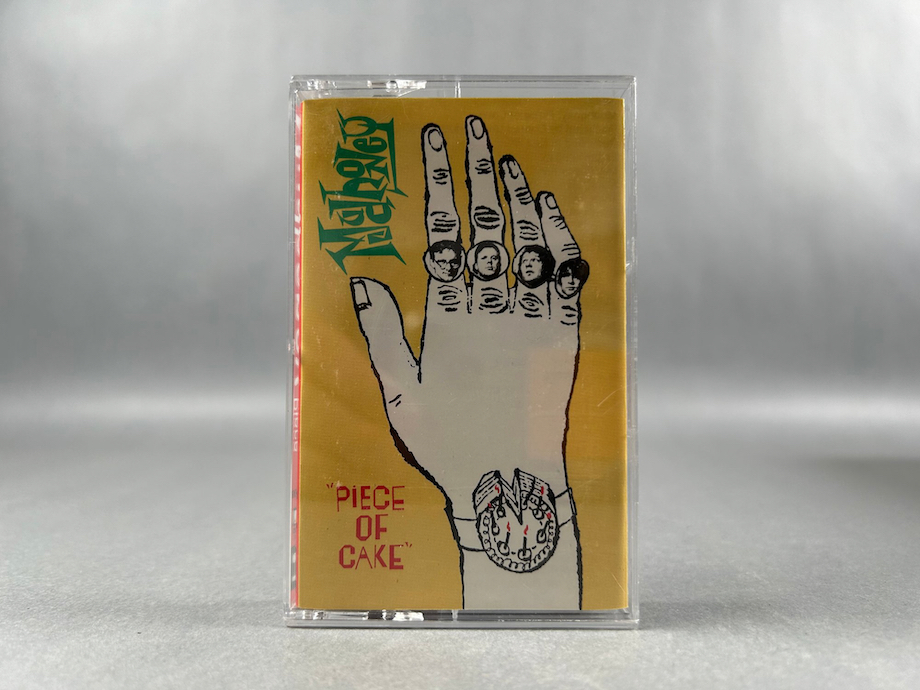 Mudhoney
"PiECE
OF
CAKE"